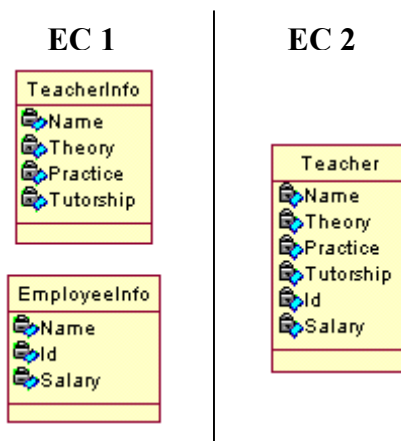 EC 1
TeacherInfo
Name
Theory
Practice
Tutorship
EmployeeInfo
Name
Id
Salary
EC 2
Teacher
Name
Theory
Practice
Tutorship
Id
Salary